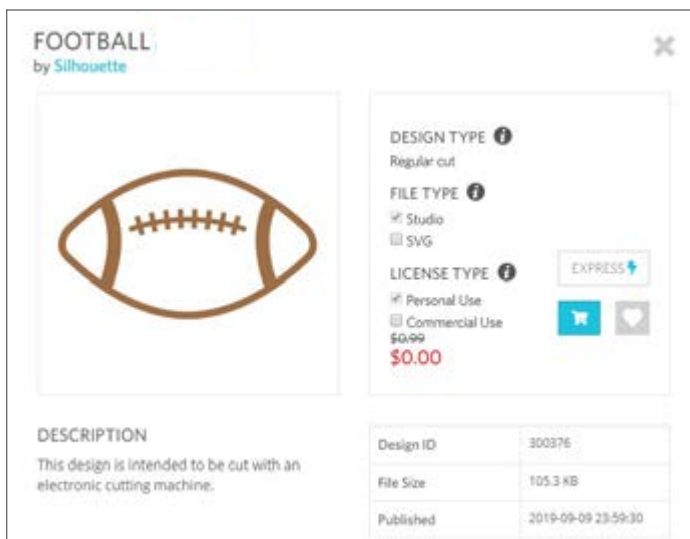 FOOTBALL
by Silhouette
DESIGN TYPE
Regular cut
FILE TYPE
Studio
SVG
LICENSE TYPE
EXPRESS
Personal Use
Commercial Use
$0.99
$0.00
DESCRIPTION
This design is intended to be cut with an
electronic cutting machine.
Design ID 300376
File Size 105.3 KB
Published 2019-09-09 23:59:30